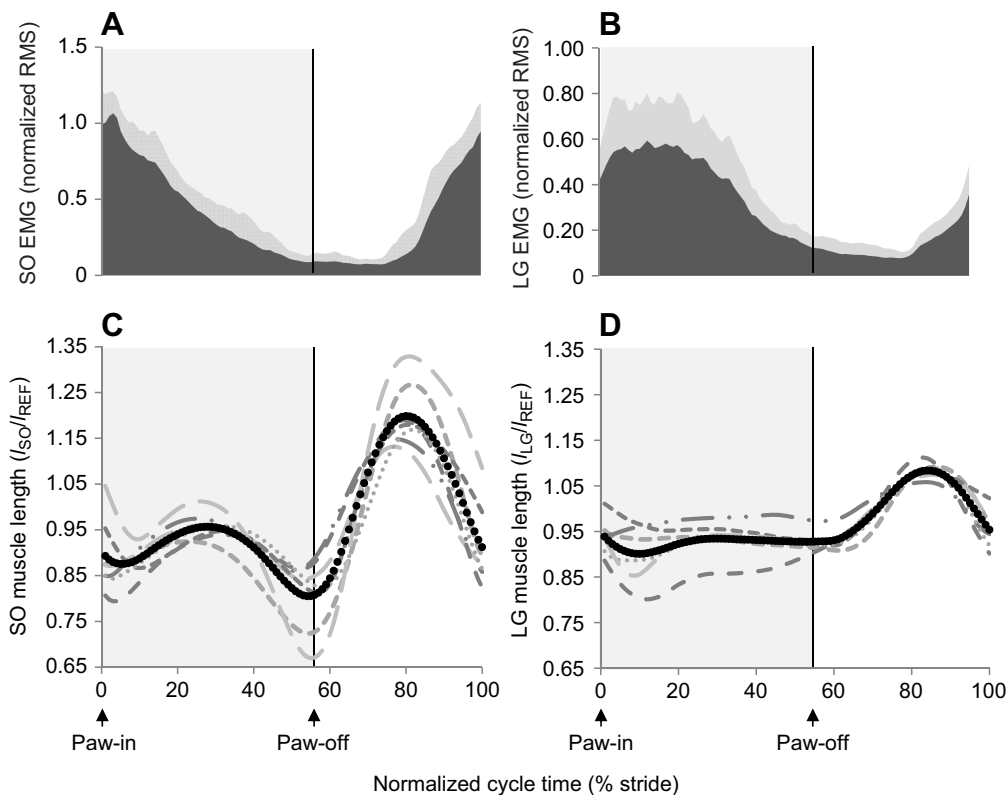 A
SO EMG (normalized RMS)
1.5
1.0
0.5
0
B
LG EMG (normalized RMS)
1.00
0.80
0.60
0.40
0.20
0
C
SO muscle length (lSO/lREF)
1.35
1.25
1.15
1.05
0.95
0.85
0.75
0.65
0 20 40 60 80 100
Paw-in Paw-off
D
LG muscle length (lLG/lREF)
1.35
1.25
1.15
1.05
0.95
0.85
0.75
0.65
0 20 40 60 80 100
Paw-in Paw-off
Normalized cycle time (% stride)